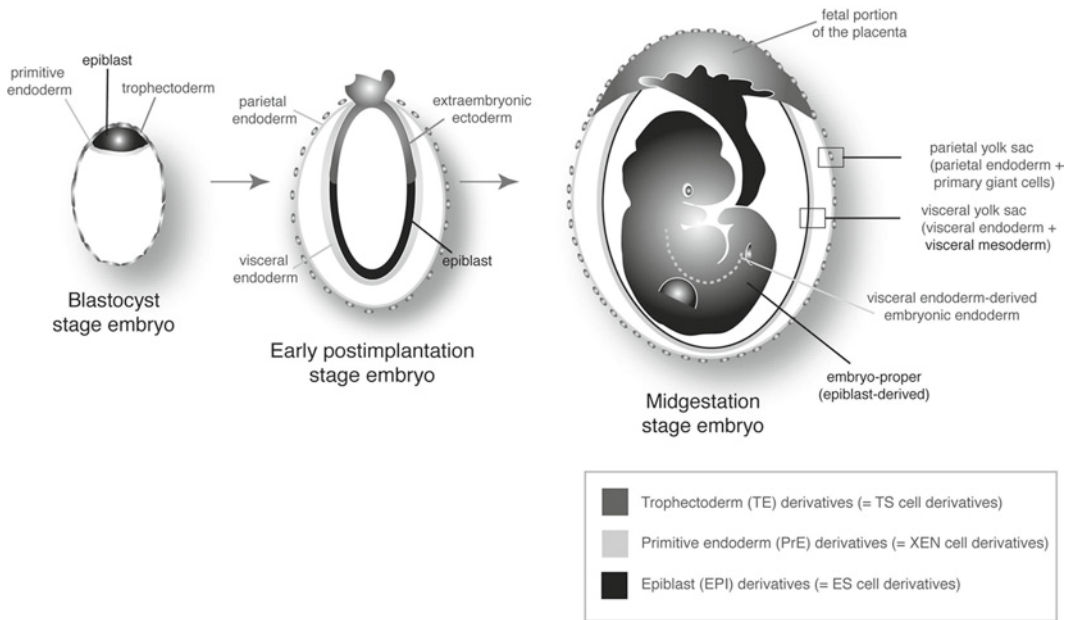 epiblast
primitive
endoderm
trophectoderm
Blastocyst
stage embryo
parietal
endoderm
extraembryonic
ectoderm
visceral
endoderm
epiblast
Early postimplantation
stage embryo
fetal portion
of the placenta
parietal yolk sac
(parietal endoderm +
primary giant cells)
visceral yolk sac
(visceral endoderm +
visceral mesoderm)
visceral endoderm-derived
embryonic endoderm
embryo-proper
(epiblast-derived)
Midgestation
stage embryo
Trophectoderm (TE) derivatives (= TS cell derivatives)
Primitive endoderm (PrE) derivatives (= XEN cell derivatives)
Epiblast (EPI) derivatives (= ES cell derivatives)